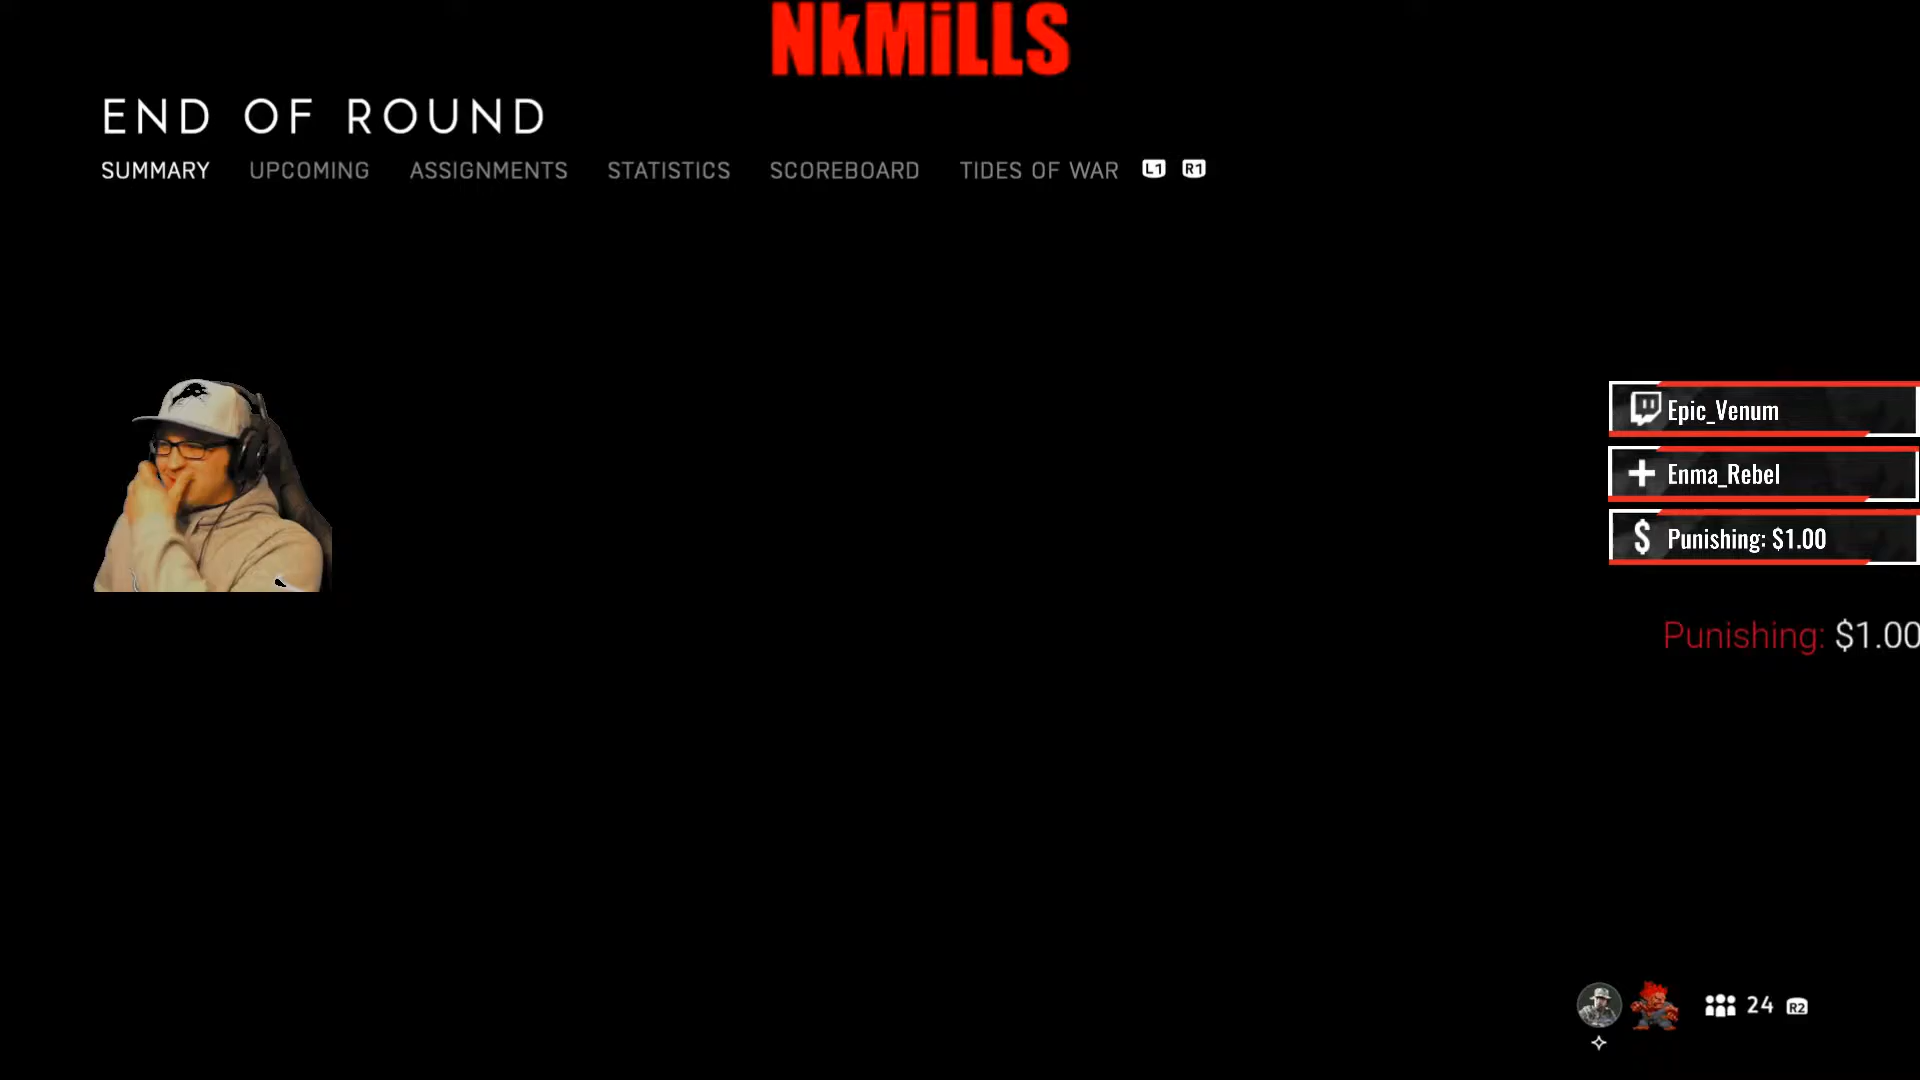 NkMiLLS
END OF ROUND
SUMMARY UPCOMING ASSIGNMENTS STATISTICS SCOREBOARD TIDES OF WAR L1 R1
Epic_Venum
Enma_Rebel
$ Punishing: $1.00
Punishing: $1.00
24 R2